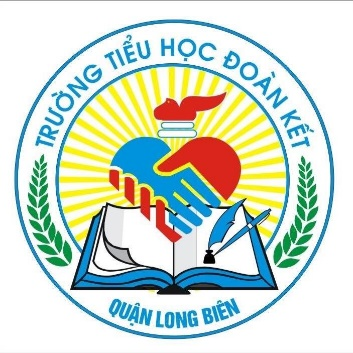 TRƯỜNG TIỂU HỌC ĐOÀN KẾT
QUẬN LONG BIÊN